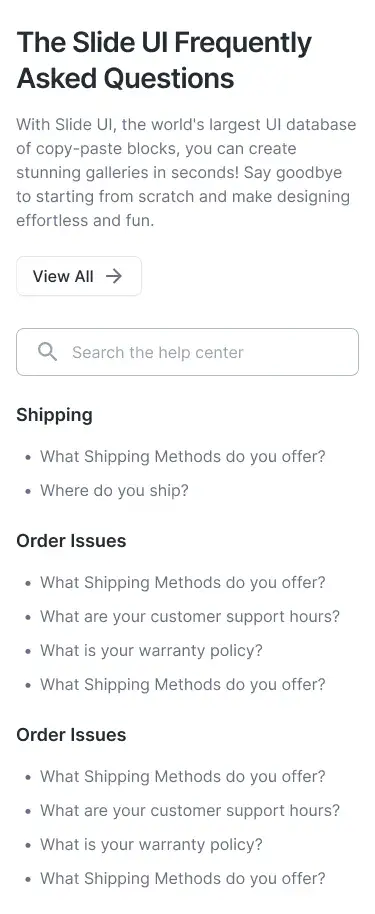 The Slide UI Frequently
Asked Questions
With Slide UI, the world's largest UI database
of copy-paste blocks, you can create
stunning galleries in seconds! Say goodbye
to starting from scratch and make designing
effortless and fun.
View All
Search the help center
Shipping
• What Shipping Methods do you offer?
• Where do you ship?
Order Issues
• What Shipping Methods do you offer?
• What are your customer support hours?
• What is your warranty policy?
• What Shipping Methods do you offer?
Order Issues
• What Shipping Methods do you offer?
• What are your customer support hours?
• What is your warranty policy?
• What Shipping Methods do you offer?